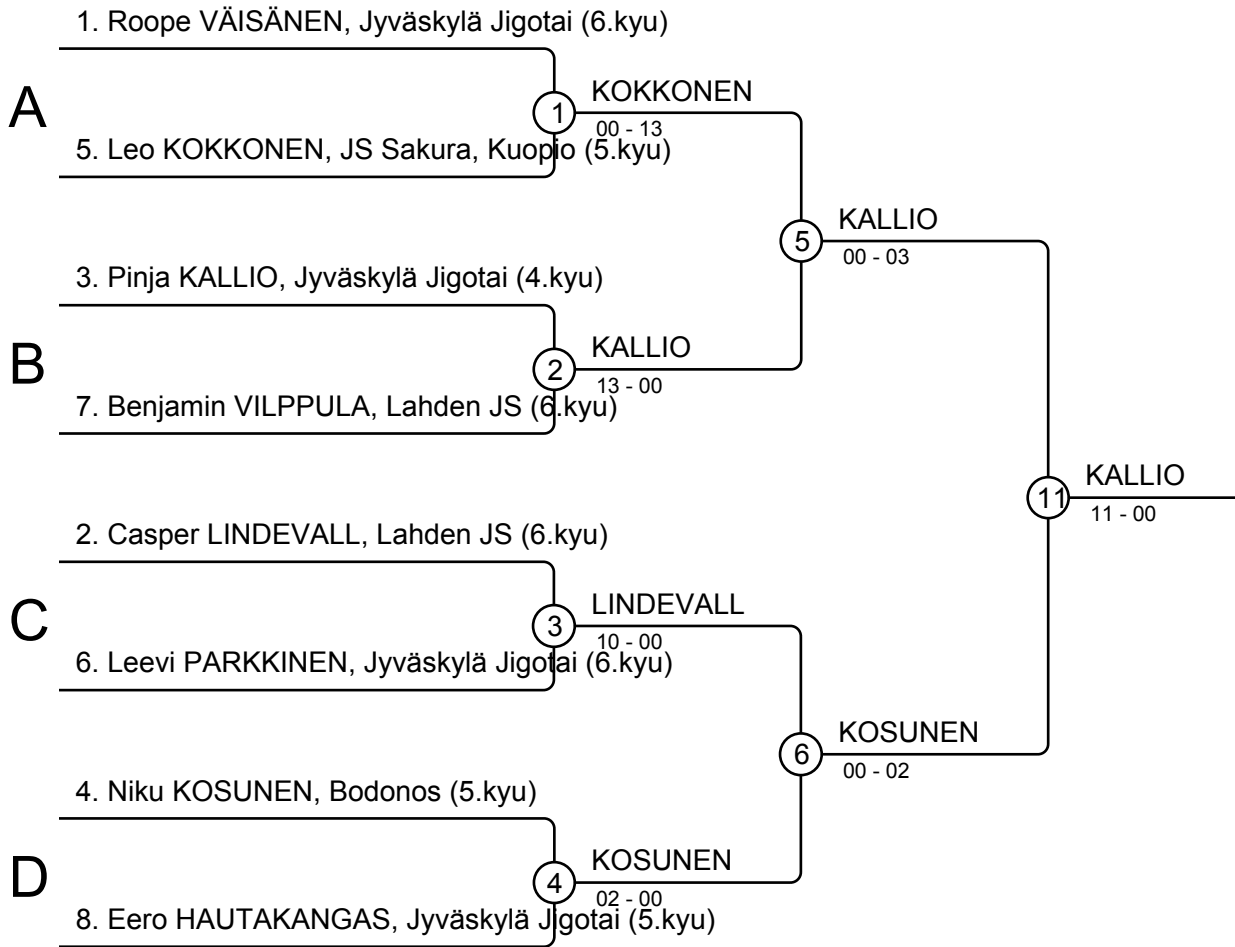 1. Roope VÄISÄNEN, Jyväskylä Jigotai (6.kyu)
A
1
KOKKONEN
00 - 13
5. Leo KOKKONEN, JS Sakura, Kuopio (5.kyu)
5
KALLIO
00 - 03
3. Pinja KALLIO, Jyväskylä Jigotai (4.kyu)
B
2
KALLIO
13 - 00
7. Benjamin VILPPULA, Lahden JS (6.kyu)
11
KALLIO
11 - 00
2. Casper LINDEVALL, Lahden JS (6.kyu)
C
3
LINDEVALL
10 - 00
6. Leevi PARKKINEN, Jyväskylä Jigotai (6.kyu)
6
KOSUNEN
00 - 02
4. Niku KOSUNEN, Bodonos (5.kyu)
D
4
KOSUNEN
02 - 00
8. Eero HAUTAKANGAS, Jyväskylä Jigotai (5.kyu)